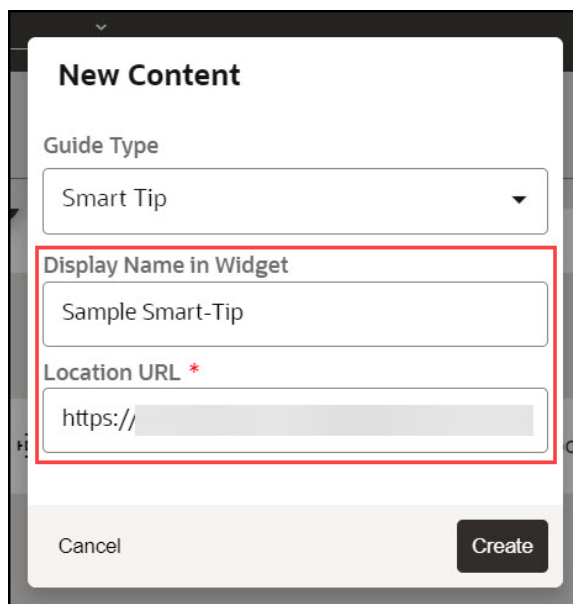 New Content
Guide Type
Smart Tip
Display Name in Widget
Sample Smart-Tip
Location URL *
https://
Cancel
Create